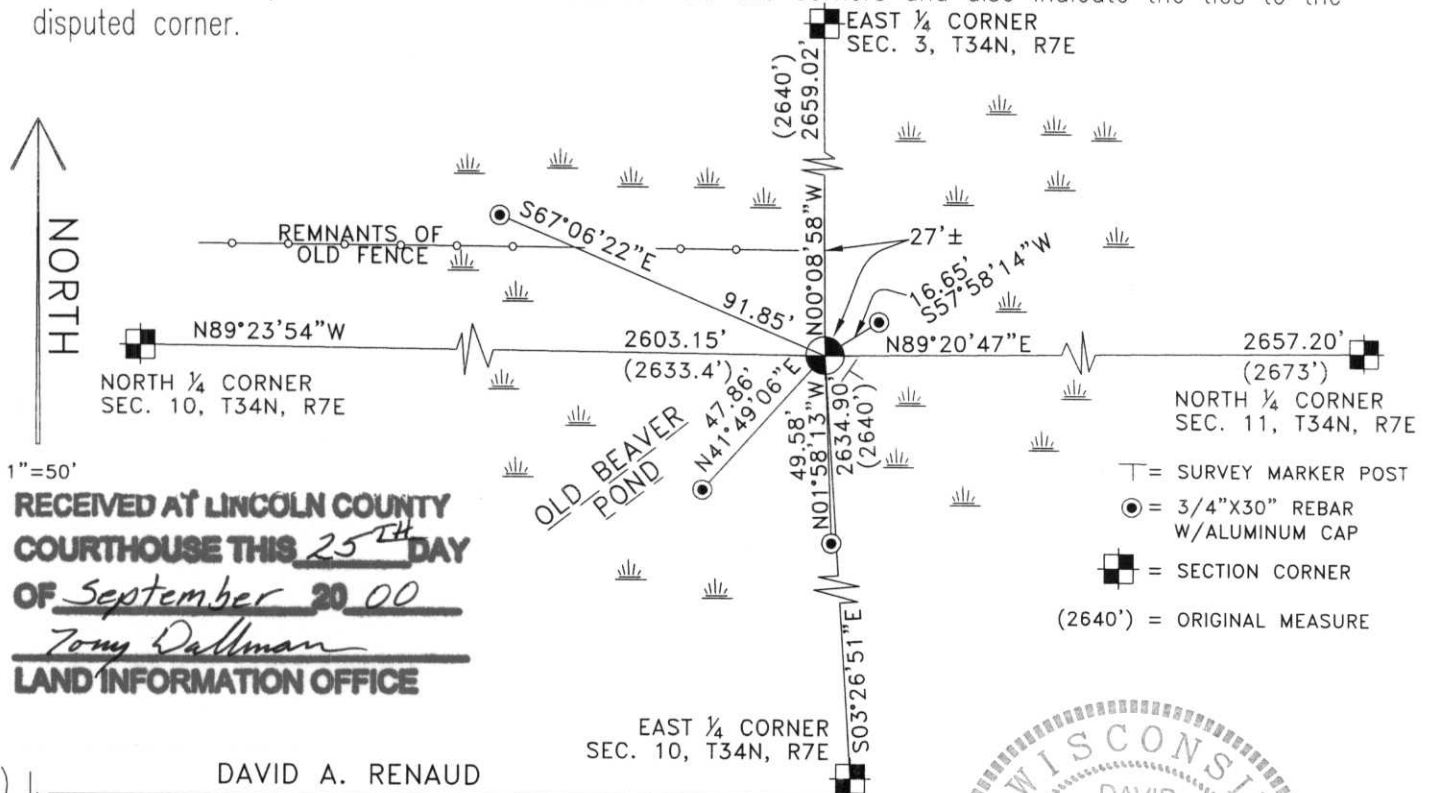 disputed corner.
EAST ¼ CORNER
SEC. 3, T34N, R7E
(2640')
2659.02'
N00°08'58"W
NORTH
REMNANTS OF
OLD FENCE
S67°06'22"E
91.85'
27'±
16.65'
S57°58'14"W
N89°23'54"W
2603.15'
(2633.4')
N89°20'47"E
2657.20'
(2673')
NORTH ¼ CORNER
SEC. 10, T34N, R7E
NORTH ¼ CORNER
SEC. 11, T34N, R7E
OLD BEAVER
POND
47.86'
N41°49'06"E
49.58'
N01°58'13"W
2634.90'
(2640')
1"=50'
= SURVEY MARKER POST
= 3/4"X30" REBAR
W/ALUMINUM CAP
= SECTION CORNER
(2640') = ORIGINAL MEASURE
RECEIVED AT LINCOLN COUNTY
COURTHOUSE THIS 25TH DAY
OF September 20 00
Tony Dallman
LAND INFORMATION OFFICE
S03°26'51"E
EAST ¼ CORNER
SEC. 10, T34N, R7E
DAVID A. RENAUD
WISCONSI
DAVID